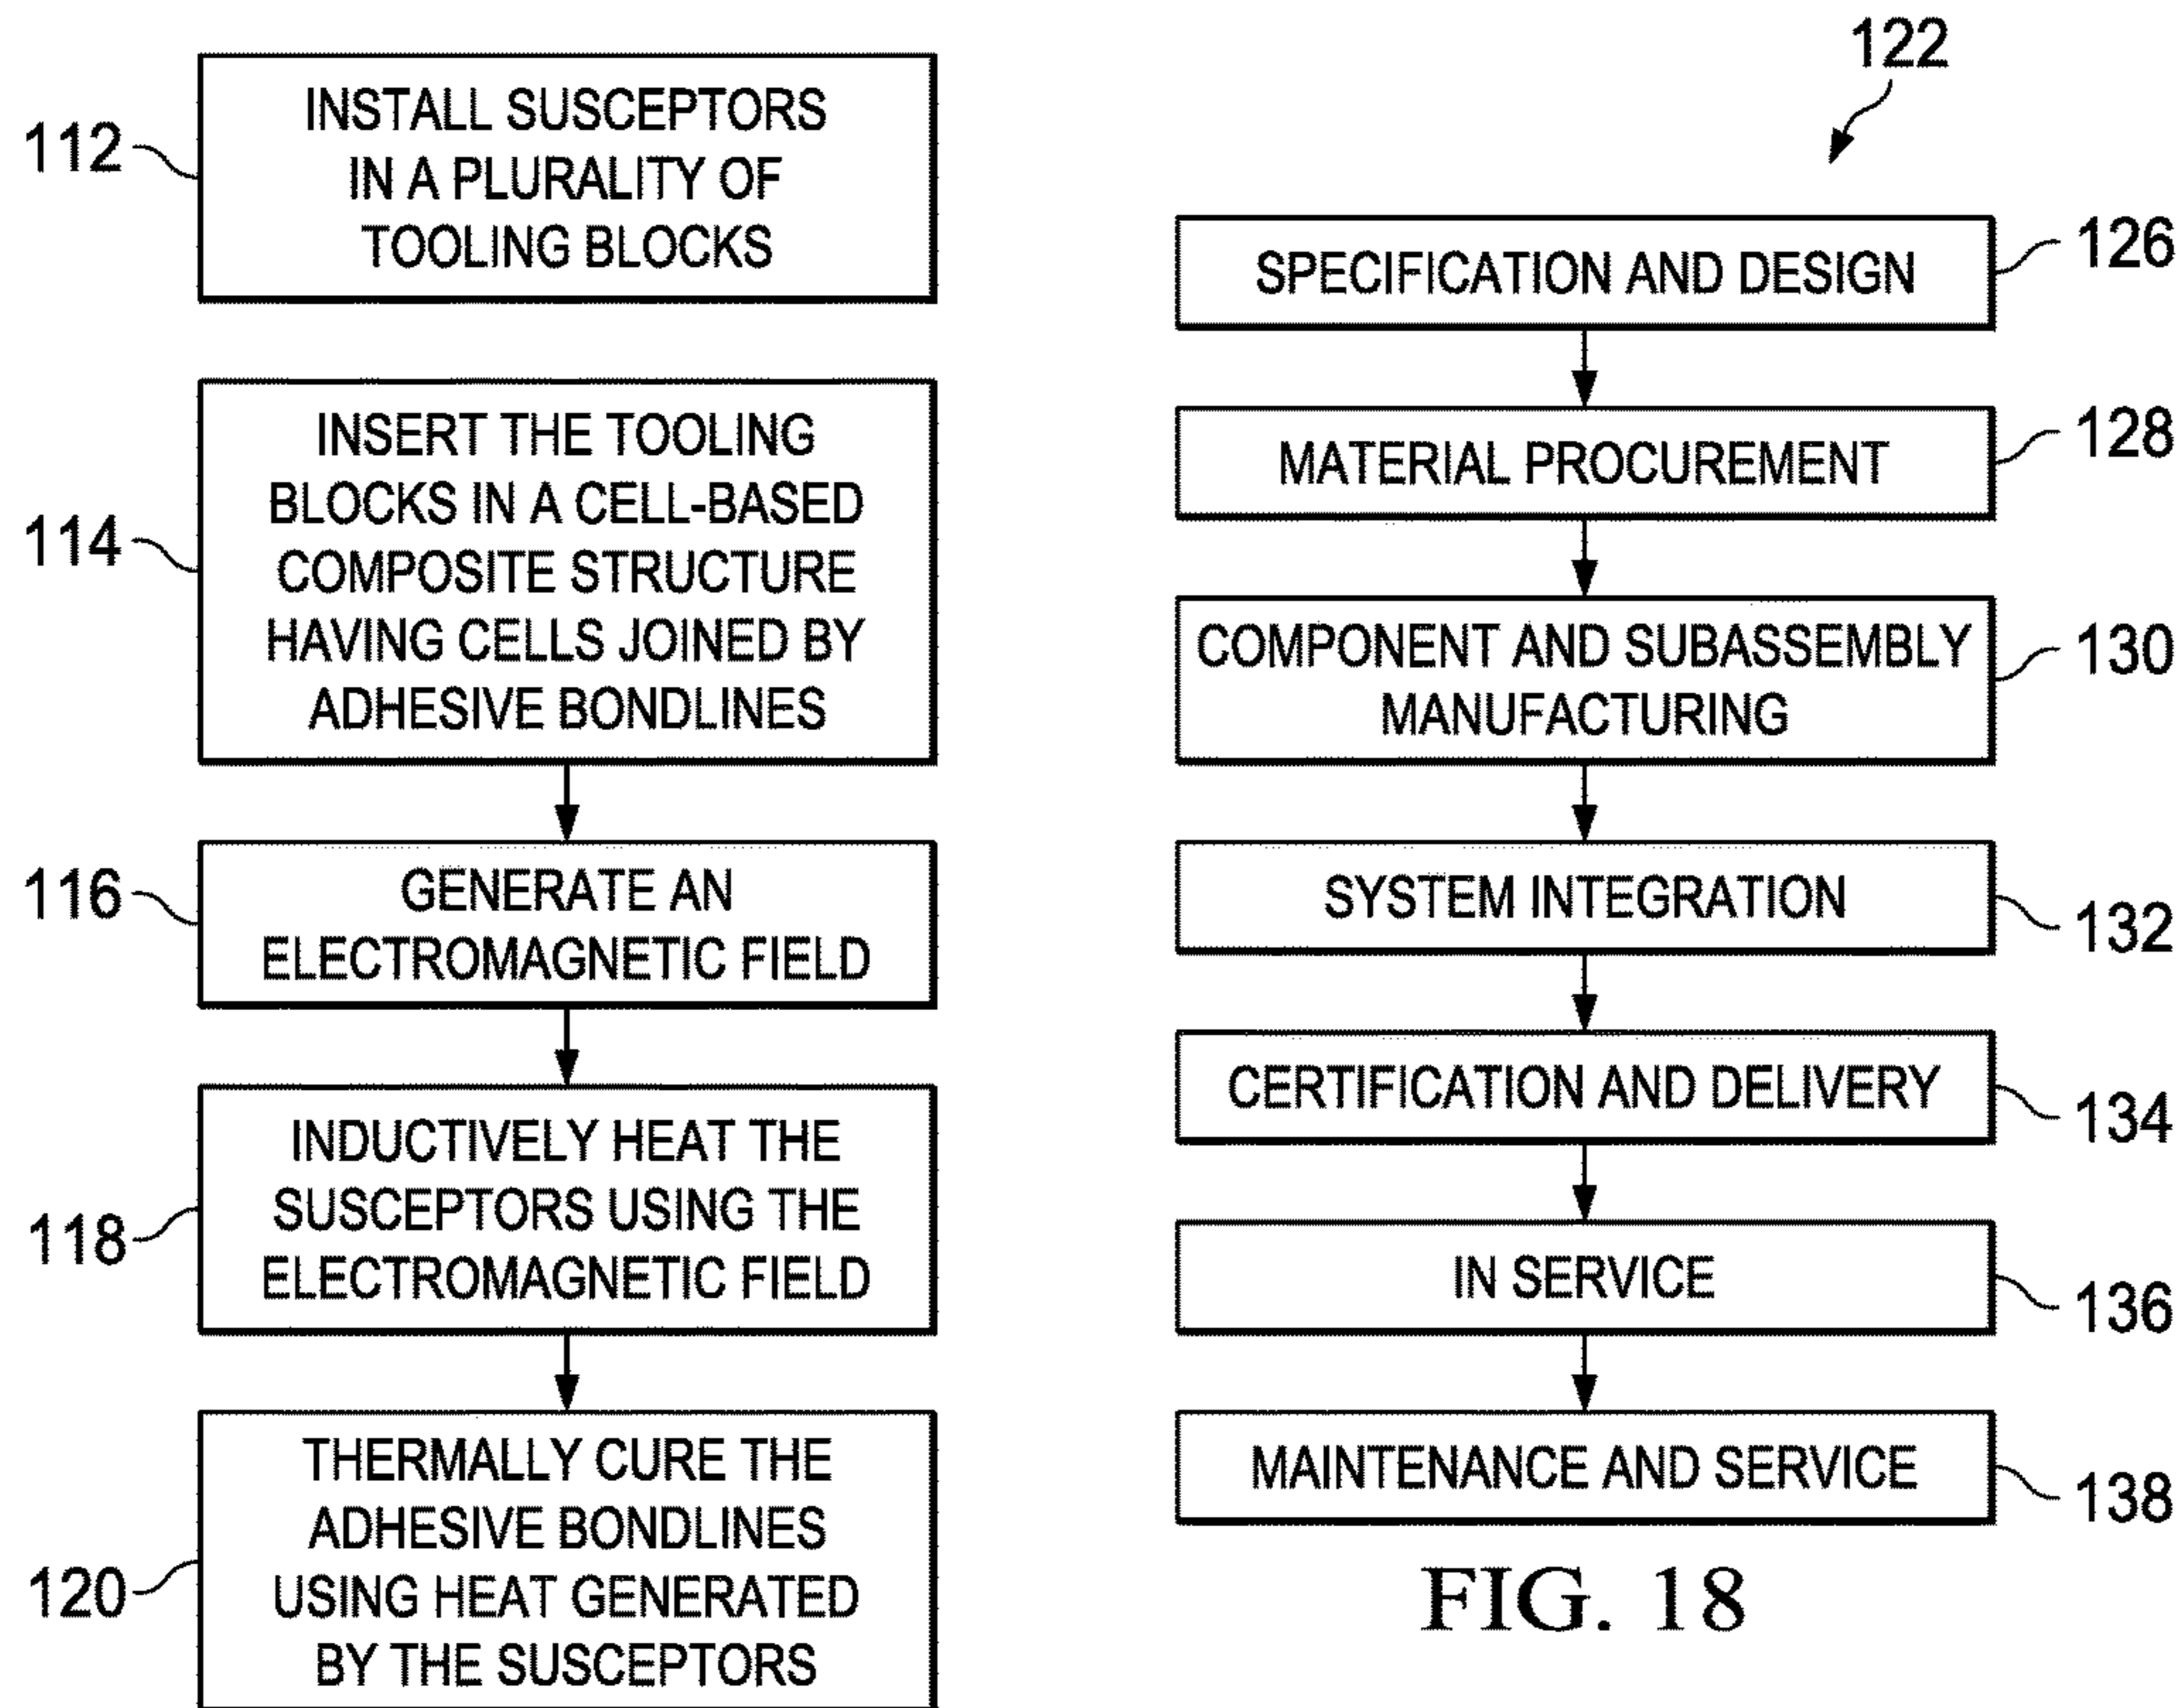 112
INSTALL SUSCEPTORS
IN A PLURALITY OF
TOOLING BLOCKS
114
INSERT THE TOOLING
BLOCKS IN A CELL-BASED
COMPOSITE STRUCTURE
HAVING CELLS JOINED BY
ADHESIVE BONDLINES
116
GENERATE AN
ELECTROMAGNETIC FIELD
118
INDUCTIVELY HEAT THE
SUSCEPTORS USING THE
ELECTROMAGNETIC FIELD
120
THERMALLY CURE THE
ADHESIVE BONDLINES
USING HEAT GENERATED
BY THE SUSCEPTORS
122
SPECIFICATION AND DESIGN
126
MATERIAL PROCUREMENT
128
COMPONENT AND SUBASSEMBLY
MANUFACTURING
130
SYSTEM INTEGRATION
132
CERTIFICATION AND DELIVERY
134
IN SERVICE
136
MAINTENANCE AND SERVICE
138
FIG. 18